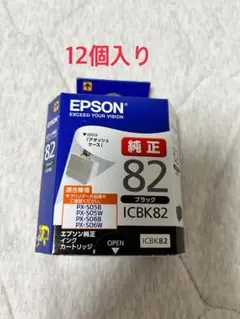 12個入り
EPSON
EXCEED YOUR VISION
純正
82
「アタッシュ
ケース」
82
ブラック
ICBK82
適合機種
PX-S05B
PX-S05W
PX-S06B
PX-S06W
エプソン純正
インク
カートリッジ
OPEN
ICBK82